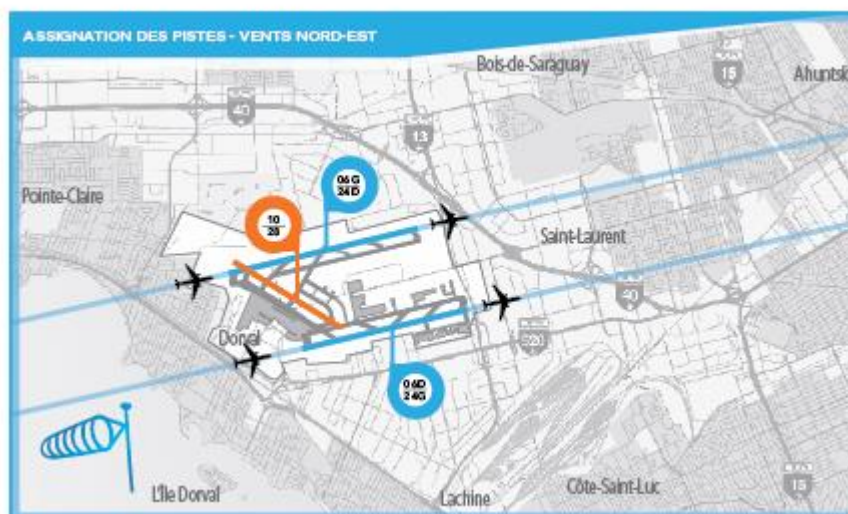 ASSIGNATION DES PISTES - VENTS NORD-EST
Bois-de-Saraguay
15
Ahuntsic
40
13
Pointe-Claire
06G
24D
10
28
Saint-Laurent
40
Dorval
520
06D
24G
L'Île Dorval
Lachine
Côte-Saint-Luc
15